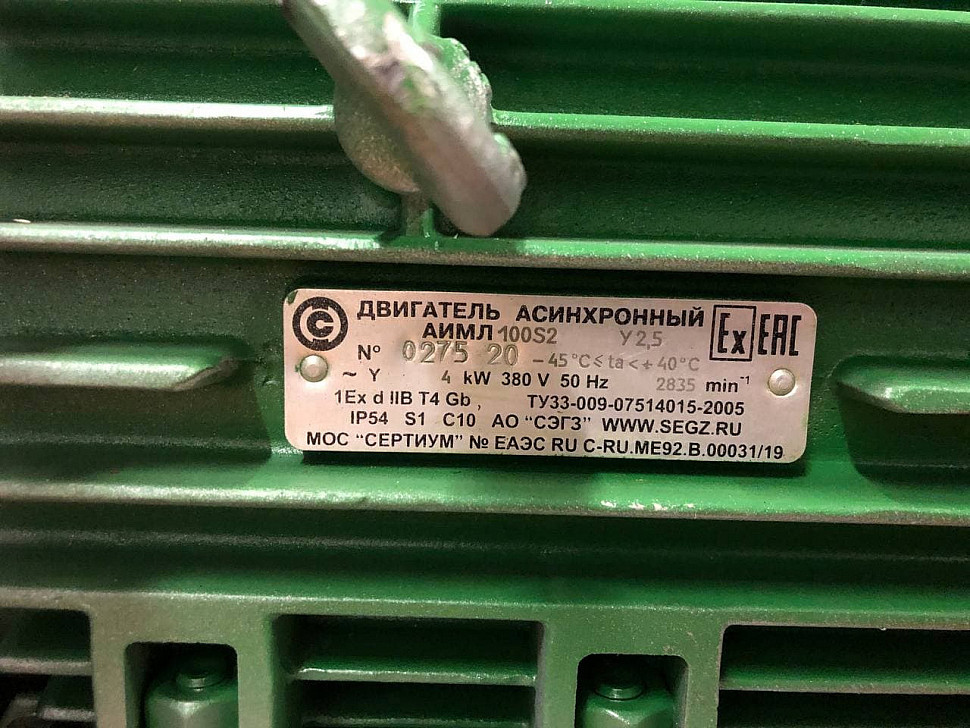 ДВИГАТЕЛЬ АСИНХРОННЫЙ
АИМЛ 100S2 У2,5 Ex EAC
№ 0275 20 -45°C≤ta<+40°C
~ Y 4 kW 380 V 50 Hz 2835 min⁻¹
1Ex d IIB T4 Gb, ТУ33-009-07514015-2005
IP54 S1 C10 АО "СЭГЗ" WWW.SEGZ.RU
МОС "СЕРТИУМ" № ЕАЭС RU C-RU.ME92.B.00031/19